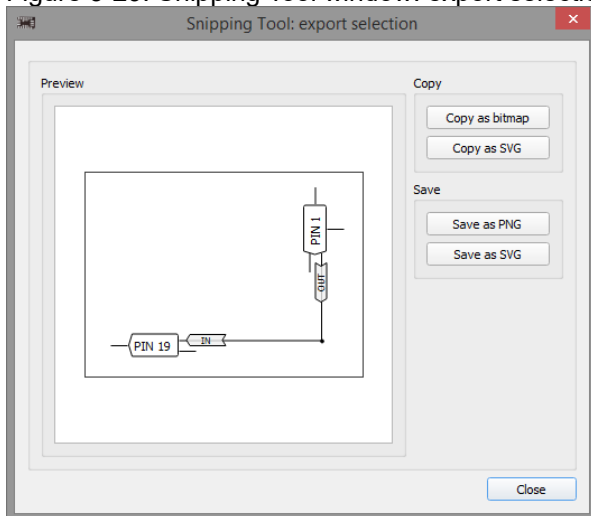 Snipping Tool: export selection
Preview
Copy
Copy as bitmap
Copy as SVG
Save
Save as PNG
Save as SVG
PIN 1
OUT
IN
PIN 19
Close